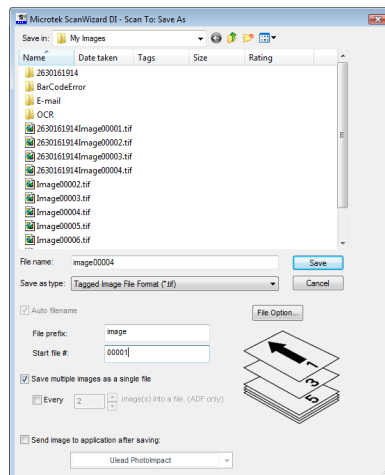 Microtek ScanWizard DI - Scan To: Save As
Save in: My Images
Name Date taken Tags Size Rating
2630161914
BarCodeError
E-mail
OCR
2630161914Image00001.tif
2630161914Image00002.tif
2630161914Image00003.tif
2630161914Image00004.tif
Image00002.tif
Image00003.tif
Image00004.tif
Image00005.tif
Image00006.tif
File name: image00004 Save
Save as type: Tagged Image File Format (*.tif) Cancel
Auto filename File Option...
File prefix: image
Start file #: 00001
1
3
5
Save multiple images as a single file
Every 2 image(s) into a file. (ADF only)
Send image to application after saving:
Ulead PhotoImpact